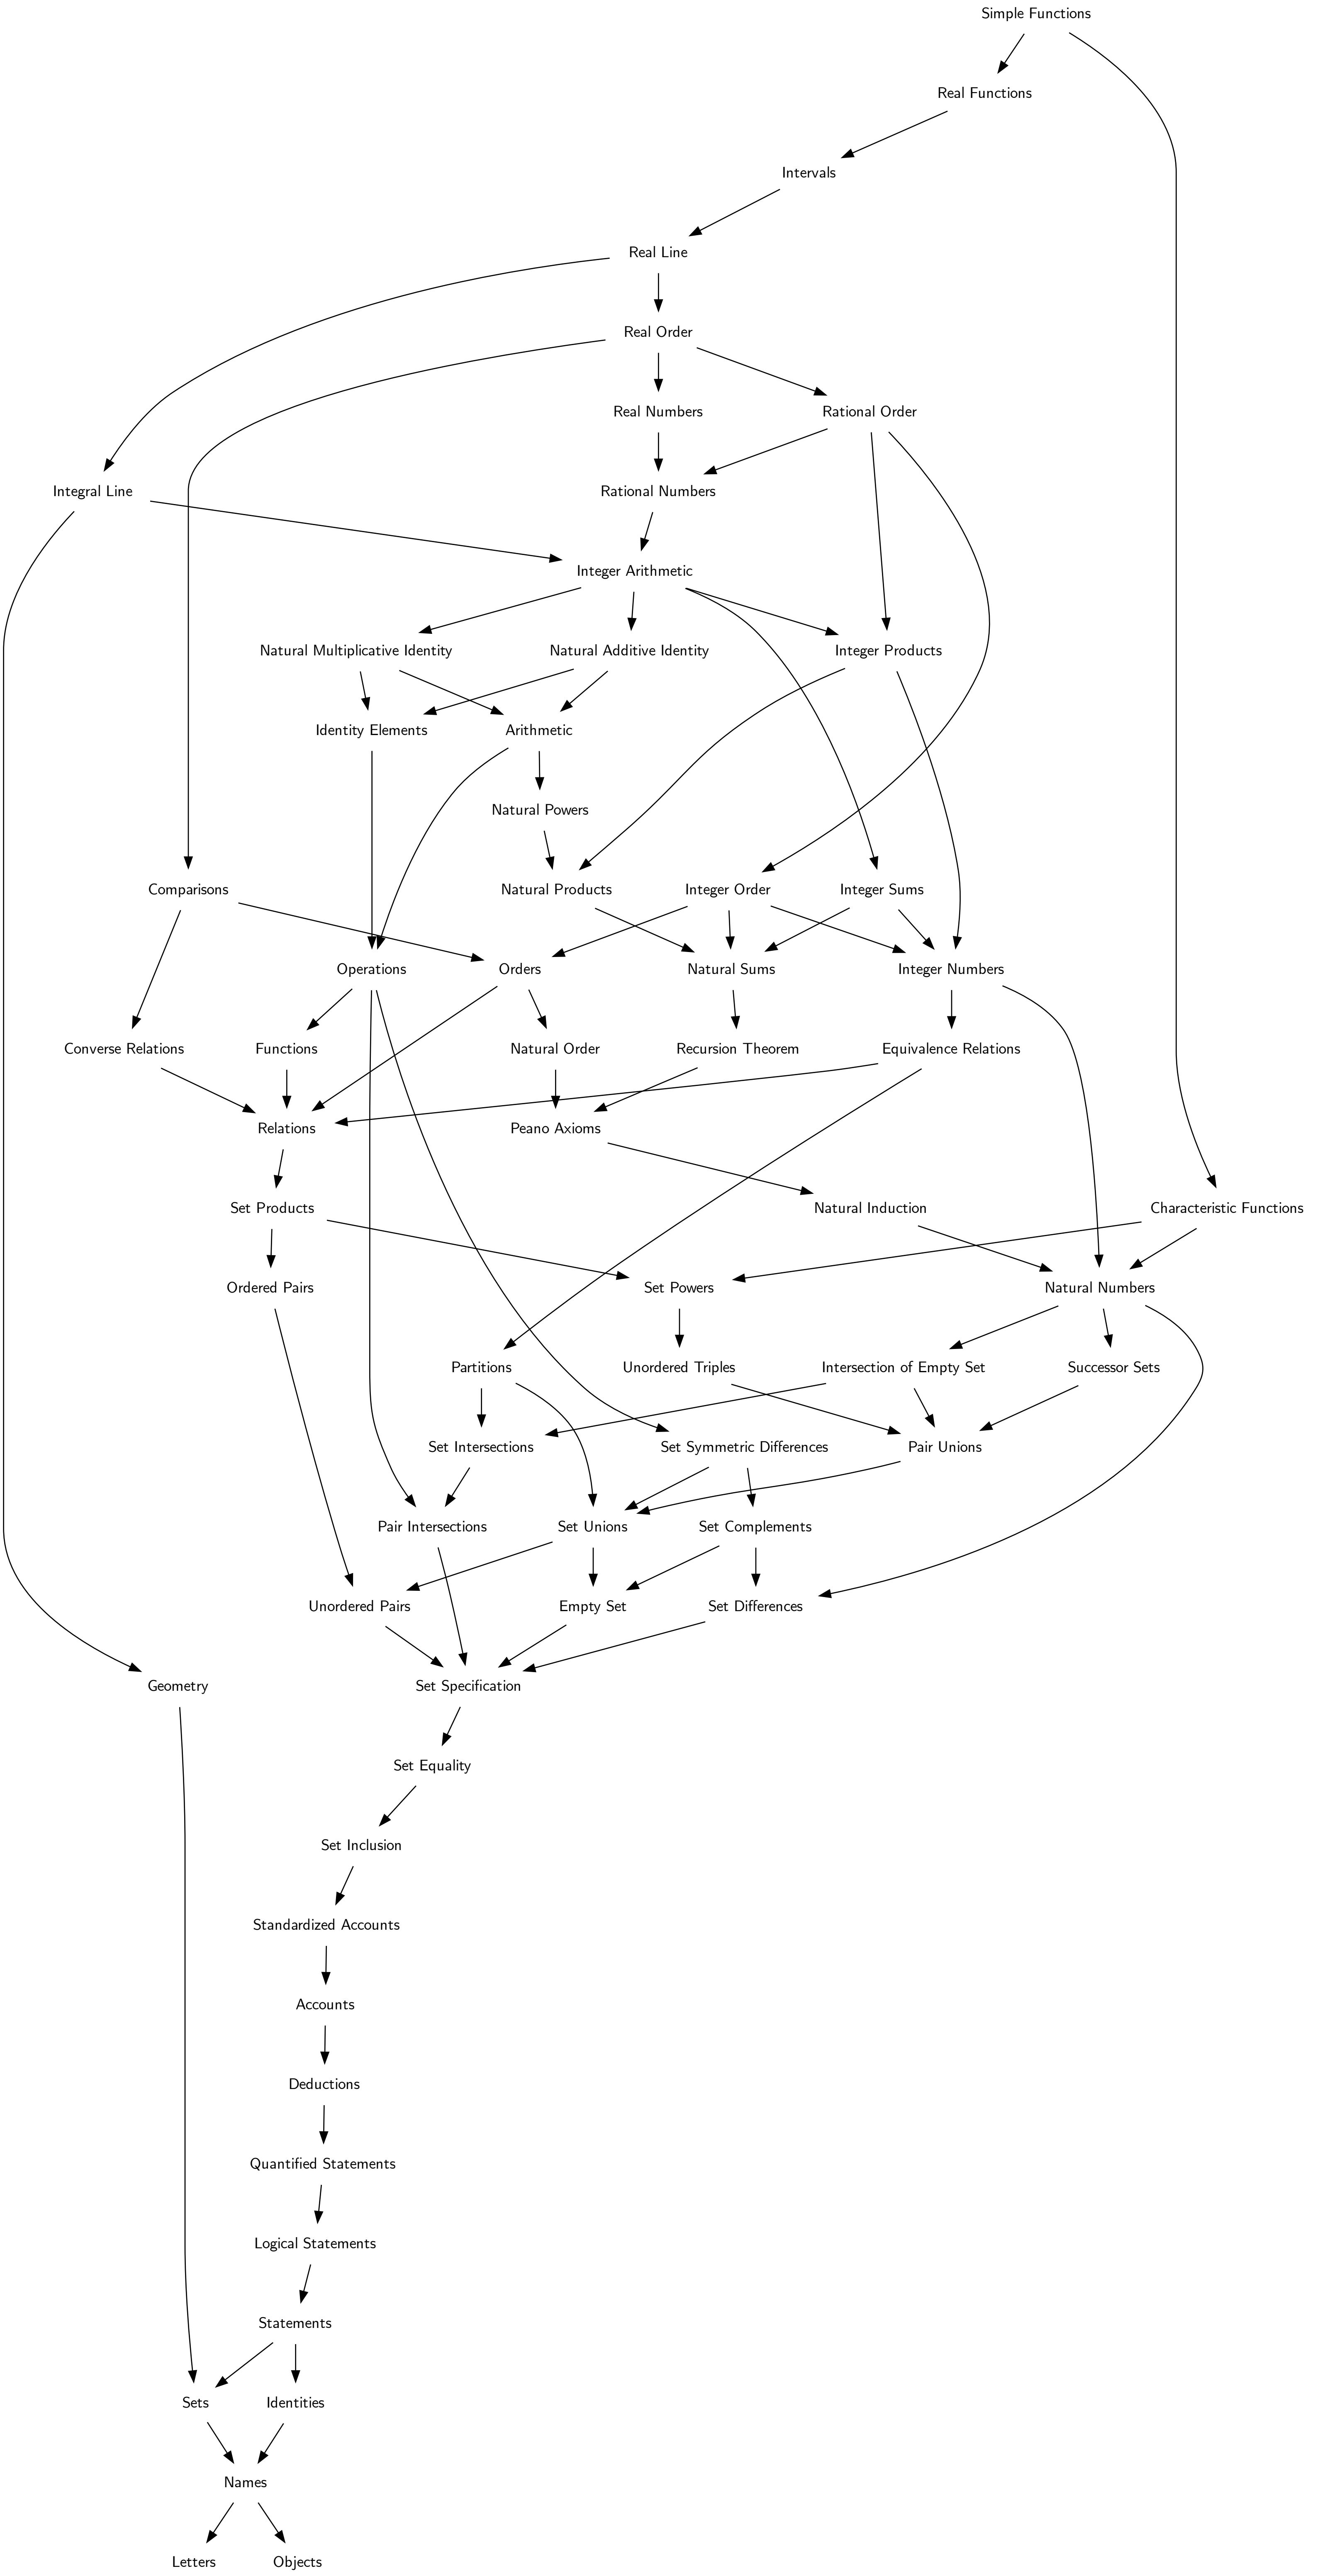 Simple Functions
Real Functions
Intervals
Real Line
Real Order
Real Numbers
Rational Order
Integral Line
Rational Numbers
Integer Arithmetic
Natural Multiplicative Identity
Natural Additive Identity
Integer Products
Identity Elements
Arithmetic
Natural Powers
Comparisons
Natural Products
Integer Order
Integer Sums
Operations
Orders
Natural Sums
Integer Numbers
Converse Relations
Functions
Natural Order
Recursion Theorem
Equivalence Relations
Relations
Peano Axioms
Set Products
Natural Induction
Characteristic Functions
Ordered Pairs
Set Powers
Natural Numbers
Partitions
Unordered Triples
Intersection of Empty Set
Successor Sets
Set Intersections
Set Symmetric Differences
Pair Unions
Pair Intersections
Set Unions
Set Complements
Unordered Pairs
Empty Set
Set Differences
Geometry
Set Specification
Set Equality
Set Inclusion
Standardized Accounts
Accounts
Deductions
Quantified Statements
Logical Statements
Statements
Sets
Identities
Names
Letters
Objects